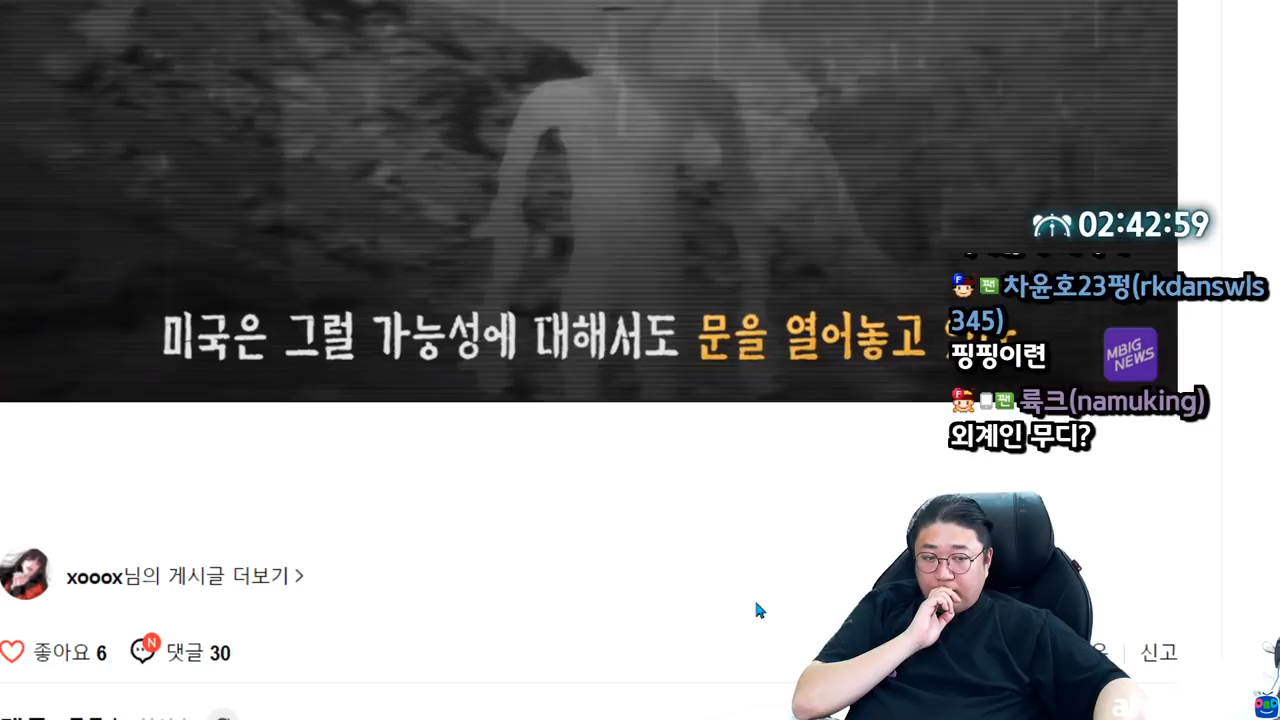 02:42:59
차윤호23평(rkdanswls
345)
핑핑이련
MBIG
NEWS
륙크(namuking)
외계인 무디?
미국은 그럴 가능성에 대해서도 문을 열어놓고
xooox님의 게시글 더보기 >
좋아요 6 댓글 30
신고